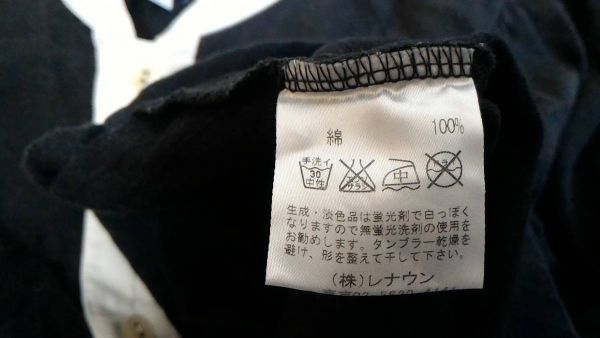 綿 100%
手洗イ
30
中性
エンソ
サラシ
中
ドライ
生成・淡色品は蛍光剤で白っぽく
なりますので無蛍光洗剤の使用を
お勧めします。タンブラー乾燥を
避け、形を整えて干して下さい。
(株)レナウン